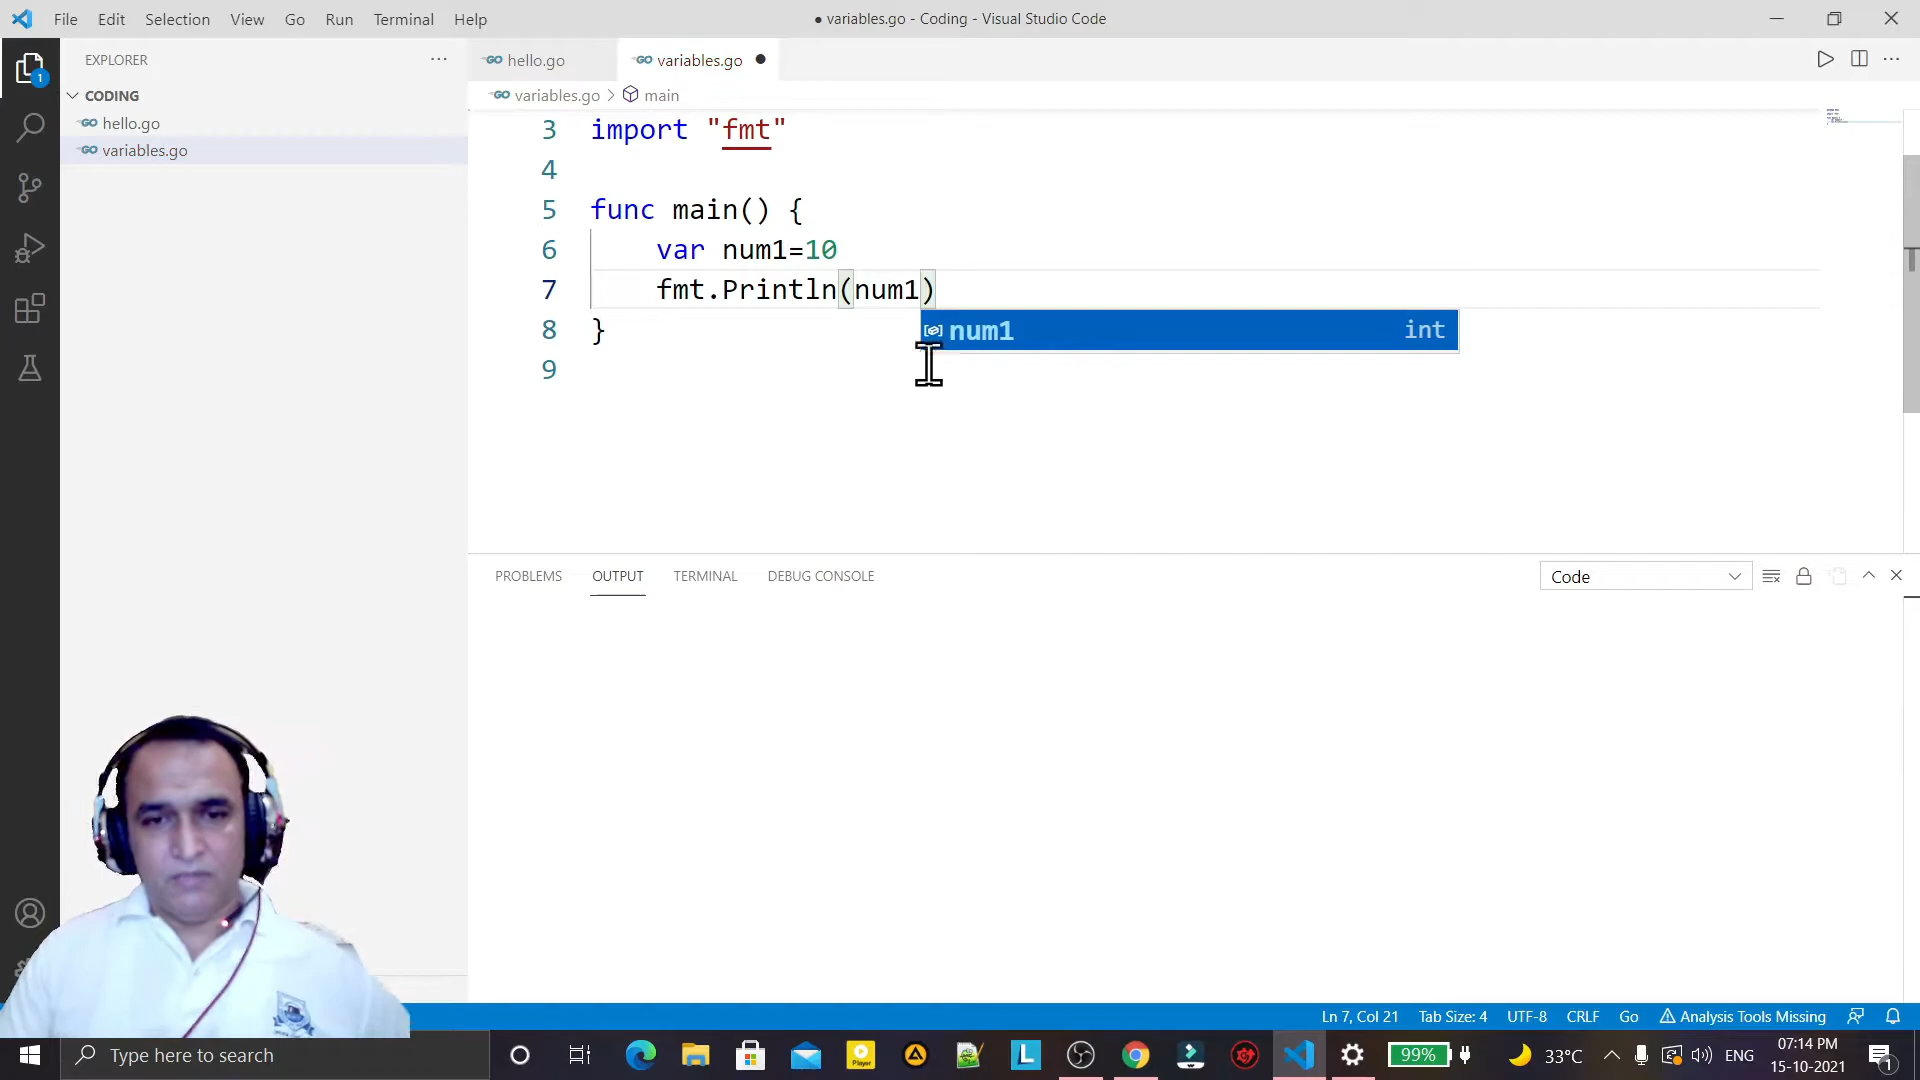 File Edit Selection View Go Run Terminal Help
● variables.go - Coding - Visual Studio Code
EXPLORER ···
hello.go
variables.go ●
CODING
hello.go
variables.go
variables.go > main
3 import "fmt"
4
5 func main() {
6 var num1=10
7 fmt.Println(num1)
num1 int
8 }
9
PROBLEMS OUTPUT TERMINAL DEBUG CONSOLE
Code
1
Ln 7, Col 21 Tab Size: 4 UTF-8 CRLF Go Analysis Tools Missing
Type here to search
Player
L
99% 33°C ENG
07:14 PM
15-10-2021
1